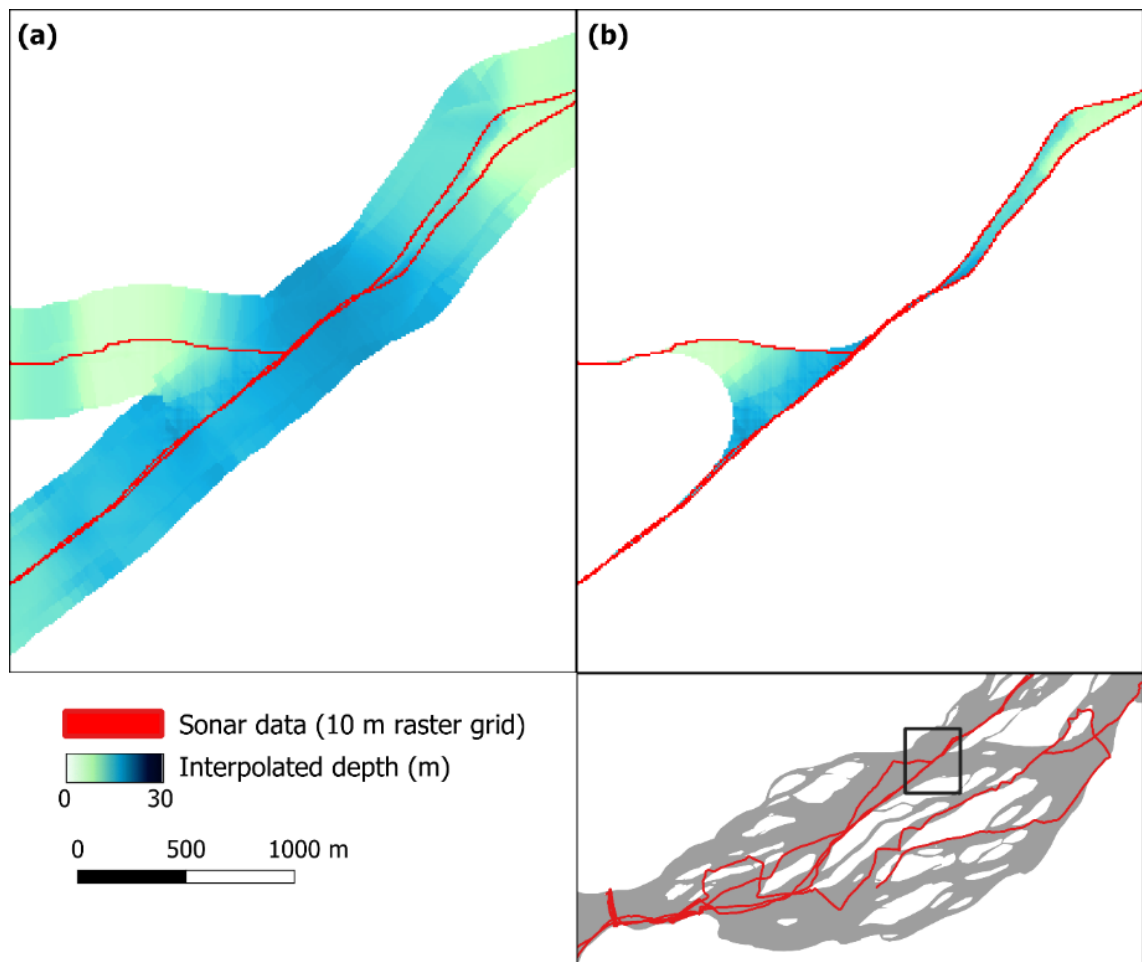 (a)
(b)
Sonar data (10 m raster grid)
Interpolated depth (m)
0 30
0 500 1000 m